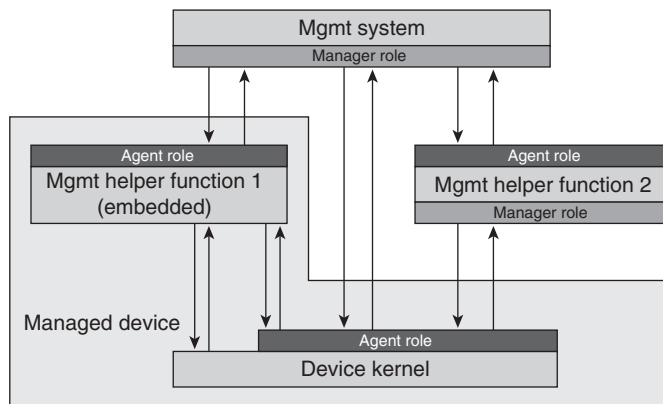 Mgmt system
Manager role
Agent role
Mgmt helper function 1
(embedded)
Agent role
Mgmt helper function 2
Manager role
Managed device
Agent role
Device kernel